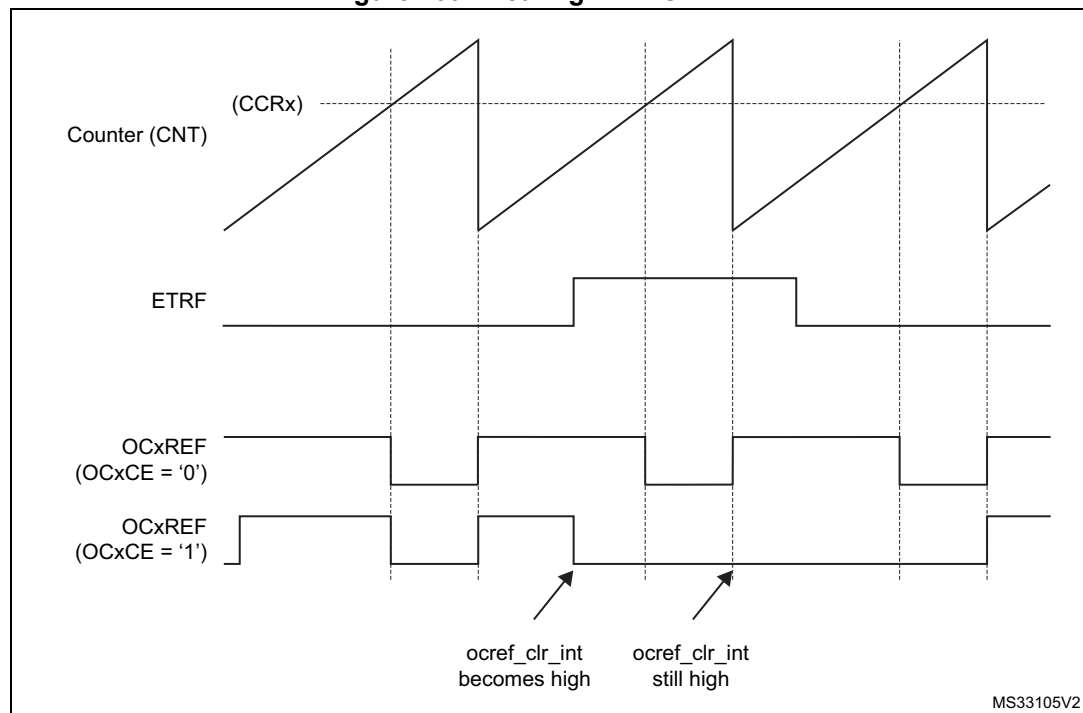 (CCRx)
Counter (CNT)
ETRF
OCxREF
(OCxCE = ‘0’)
OCxREF
(OCxCE = ‘1’)
ocref_clr_int
becomes high
ocref_clr_int
still high
MS33105V2